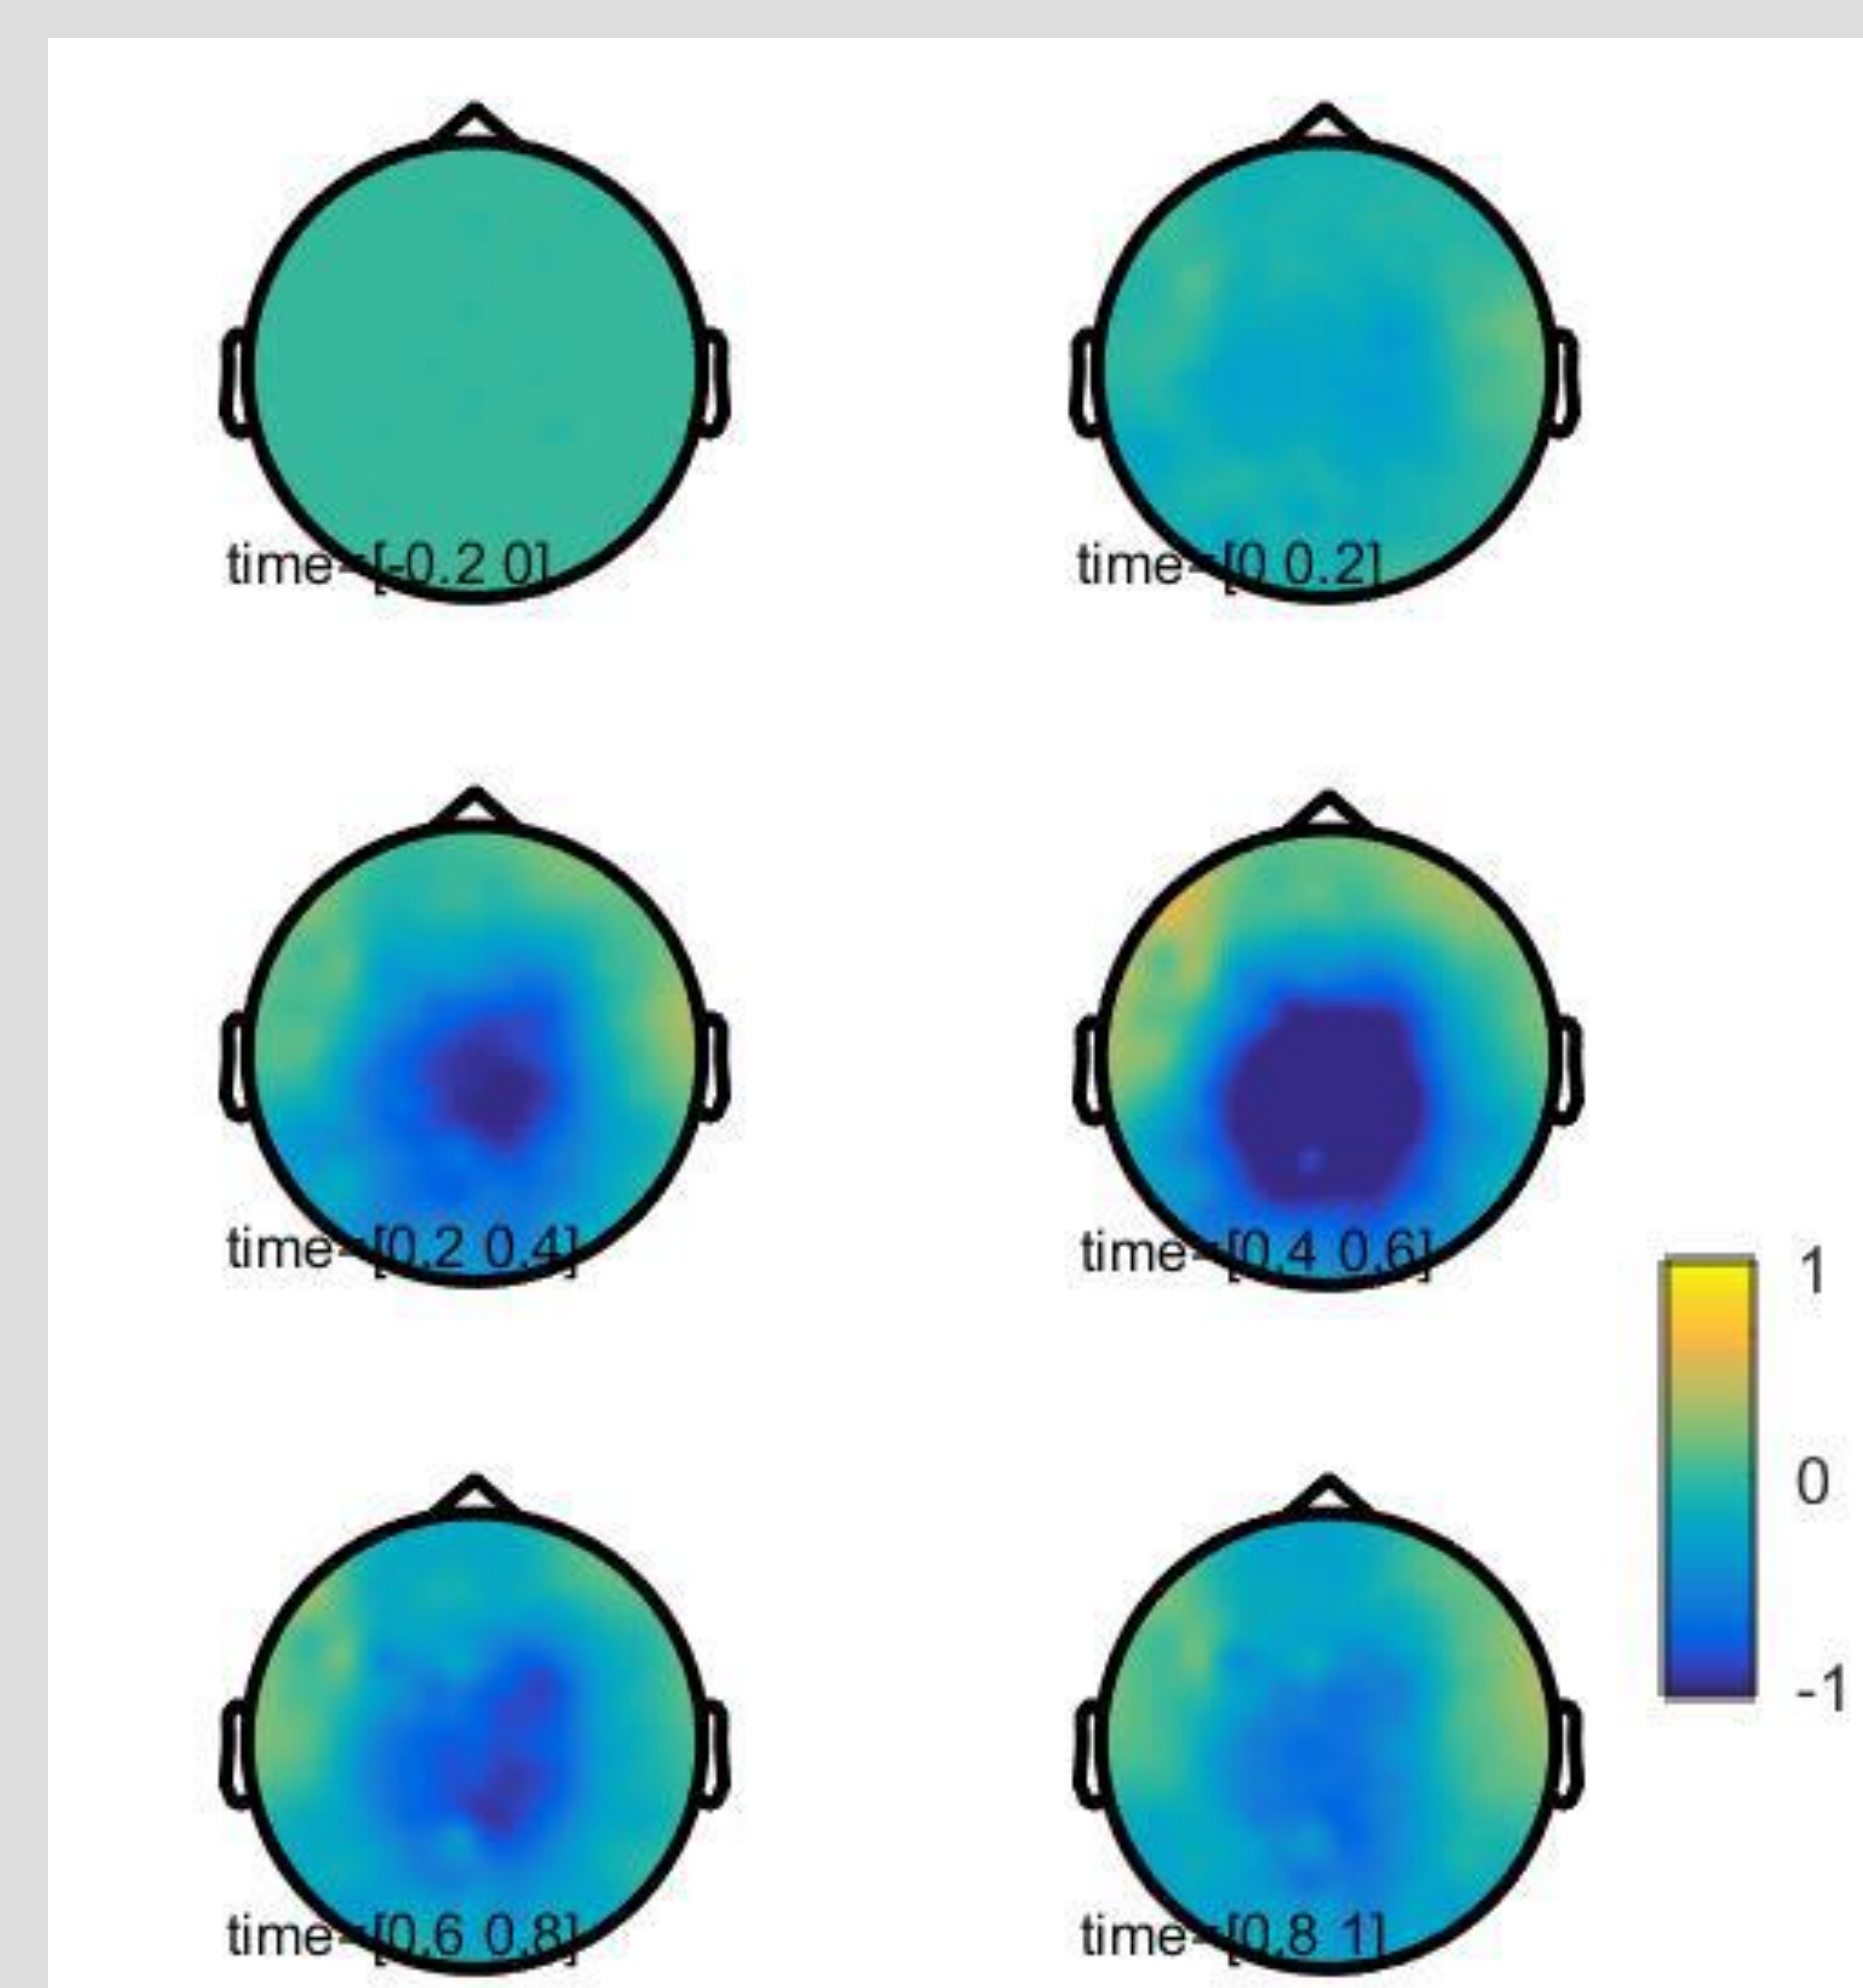 time=[-0.2 0]
time=[0 0.2]
time=[0.2 0.4]
time=[0.4 0.6]
1
0
-1
time=[0.6 0.8]
time=[0.8 1]